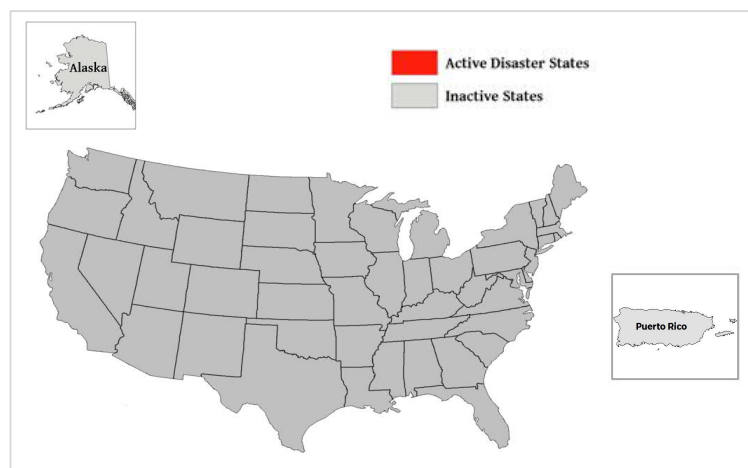 Alaska
Active Disaster States
Inactive States
Puerto Rico